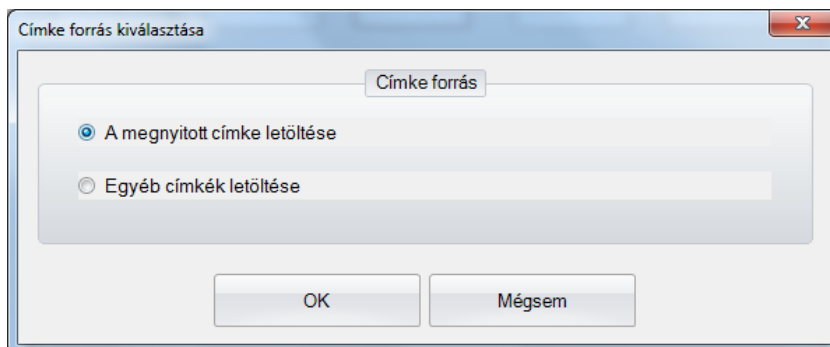 Címke forrás kiválasztása
Címke forrás
A megnyitott címke letöltése
Egyéb címkék letöltése
OK
Mégsem